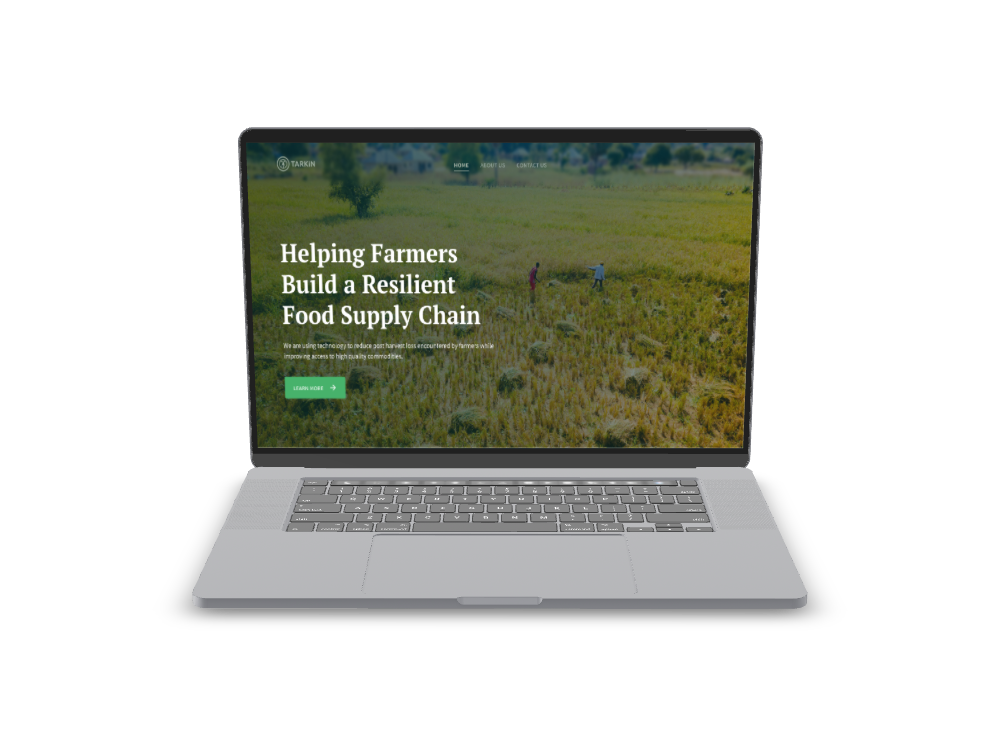 TARKIN
HOME ABOUT US CONTACT US
Helping Farmers
Build a Resilient
Food Supply Chain
We are using technology to reduce post harvest loss encountered by farmers while
improving access to high quality commodities.
LEARN MORE